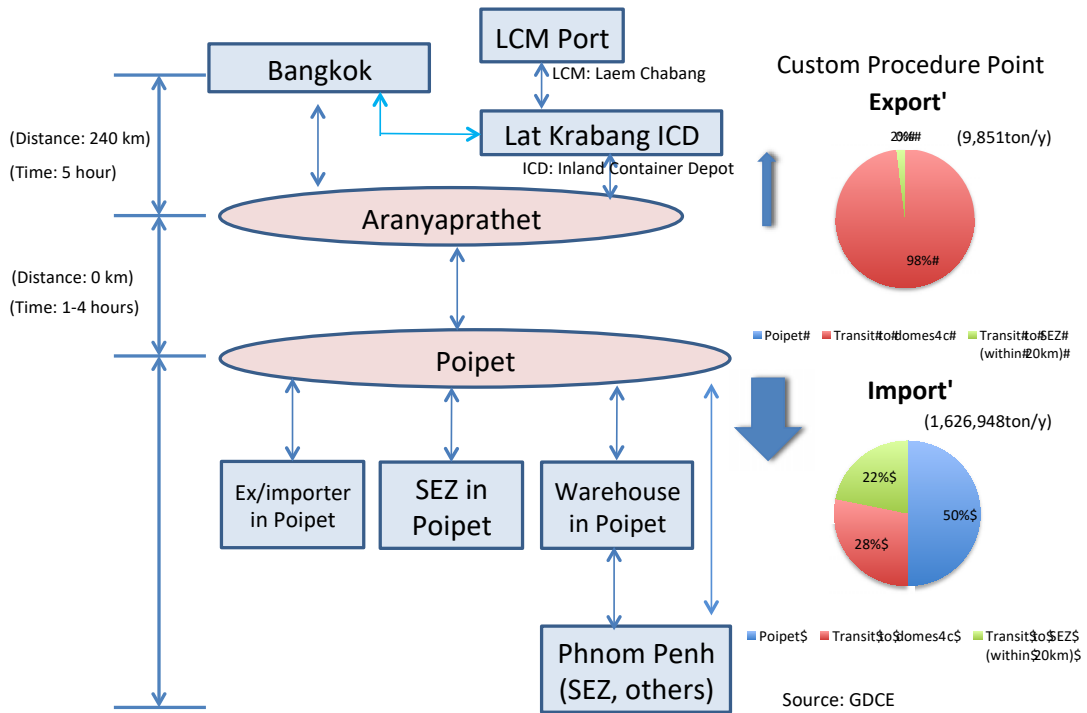 LCM Port
Bangkok
LCM: Laem Chabang
Custom Procedure Point
Export'
(9,851ton/y)
(Distance: 240 km)
Lat Krabang ICD
(Time: 5 hour)
ICD: Inland Container Depot
Aranyaprathet
98%#
(Distance: 0 km)
(Time: 1-4 hours)
Poipet# Transit#to#domes4c# Transit#to#SEZ#
(within#20km)#
Poipet
Import'
(1,626,948ton/y)
Ex/importer
in Poipet
SEZ in
Poipet
Warehouse
in Poipet
22%$
50%$
28%$
Poipet$ Transit$to$domes4c$ Transit$to$SEZ$
(within$20km)$
Phnom Penh
(SEZ, others)
Source: GDCE